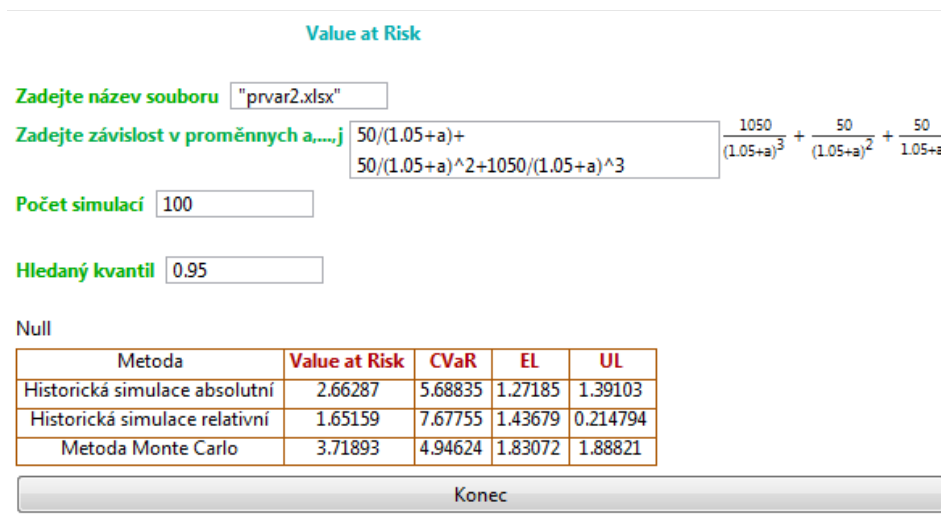 Value at Risk
Zadejte název souboru "prvar2.xlsx"
Zadejte závislost v proměnnych a,...,j 50/(1.05+a)+
50/(1.05+a)^2+1050/(1.05+a)^3
1050/(1.05+a)^3 + 50/(1.05+a)^2 + 50/1.05+a
Počet simulací 100
Hledaný kvantil 0.95
Null
Metoda Value at Risk CVaR EL UL
Historická simulace absolutní 2.66287 5.68835 1.27185 1.39103
Historická simulace relativní 1.65159 7.67755 1.43679 0.214794
Metoda Monte Carlo 3.71893 4.94624 1.83072 1.88821
Konec